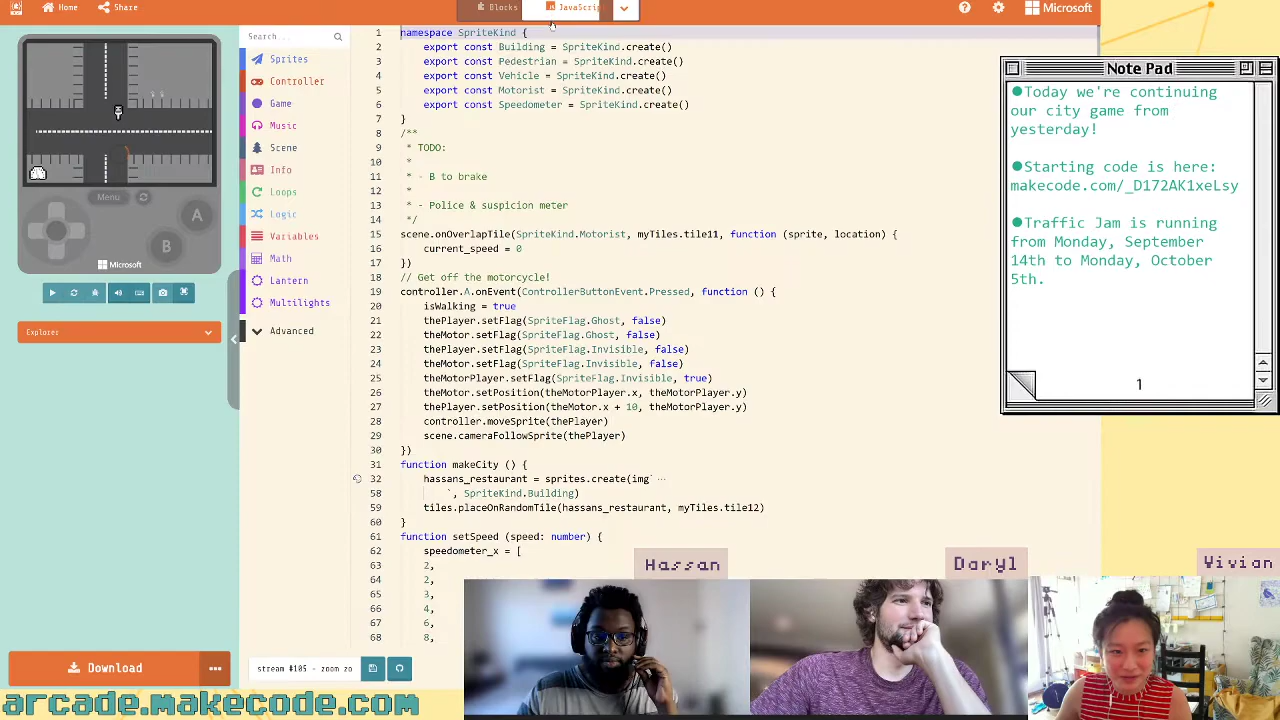 Home
Share
Blocks
JavaScript
Microsoft
Search...
Sprites
Controller
Game
Music
Scene
Info
Loops
Logic
Variables
Math
Lantern
Multilights
Advanced
Menu
A
B
Microsoft
Explorer
1 namespace SpriteKind {
2 export const Building = SpriteKind.create()
3 export const Pedestrian = SpriteKind.create()
4 export const Vehicle = SpriteKind.create()
5 export const Motorist = SpriteKind.create()
6 export const Speedometer = SpriteKind.create()
7 }
8 /**
9 * TODO:
10 *
11 * - B to brake
12 *
13 * - Police & suspicion meter
14 */
15 scene.onOverlapTile(SpriteKind.Motorist, myTiles.tile11, function (sprite, location) {
16 current_speed = 0
17 })
18 // Get off the motorcycle!
19 controller.A.onEvent(ControllerButtonEvent.Pressed, function () {
20 isWalking = true
21 thePlayer.setFlag(SpriteFlag.Ghost, false)
22 theMotor.setFlag(SpriteFlag.Ghost, false)
23 thePlayer.setFlag(SpriteFlag.Invisible, false)
24 theMotor.setFlag(SpriteFlag.Invisible, false)
25 theMotorPlayer.setFlag(SpriteFlag.Invisible, true)
26 theMotor.setPosition(theMotorPlayer.x, theMotorPlayer.y)
27 thePlayer.setPosition(theMotor.x + 10, theMotorPlayer.y)
28 controller.moveSprite(thePlayer)
29 scene.cameraFollowSprite(thePlayer)
30 })
31 function makeCity () {
32 hassans_restaurant = sprites.create(img` ···
58 `, SpriteKind.Building)
59 tiles.placeOnRandomTile(hassans_restaurant, myTiles.tile12)
60 }
61 function setSpeed (speed: number) {
62 speedometer_x = [
63 2,
64 2,
65 3,
66 4,
67 6,
68 8,
Note Pad
●Today we're continuing
our city game from
yesterday!
●Starting code is here:
makecode.com/_D172AK1xeLsy
●Traffic Jam is running
from Monday, September
14th to Monday, October
5th.
1
Hassan
Daryl
Vivian
Download
stream #105 - zoom zo
arcade.makecode.com